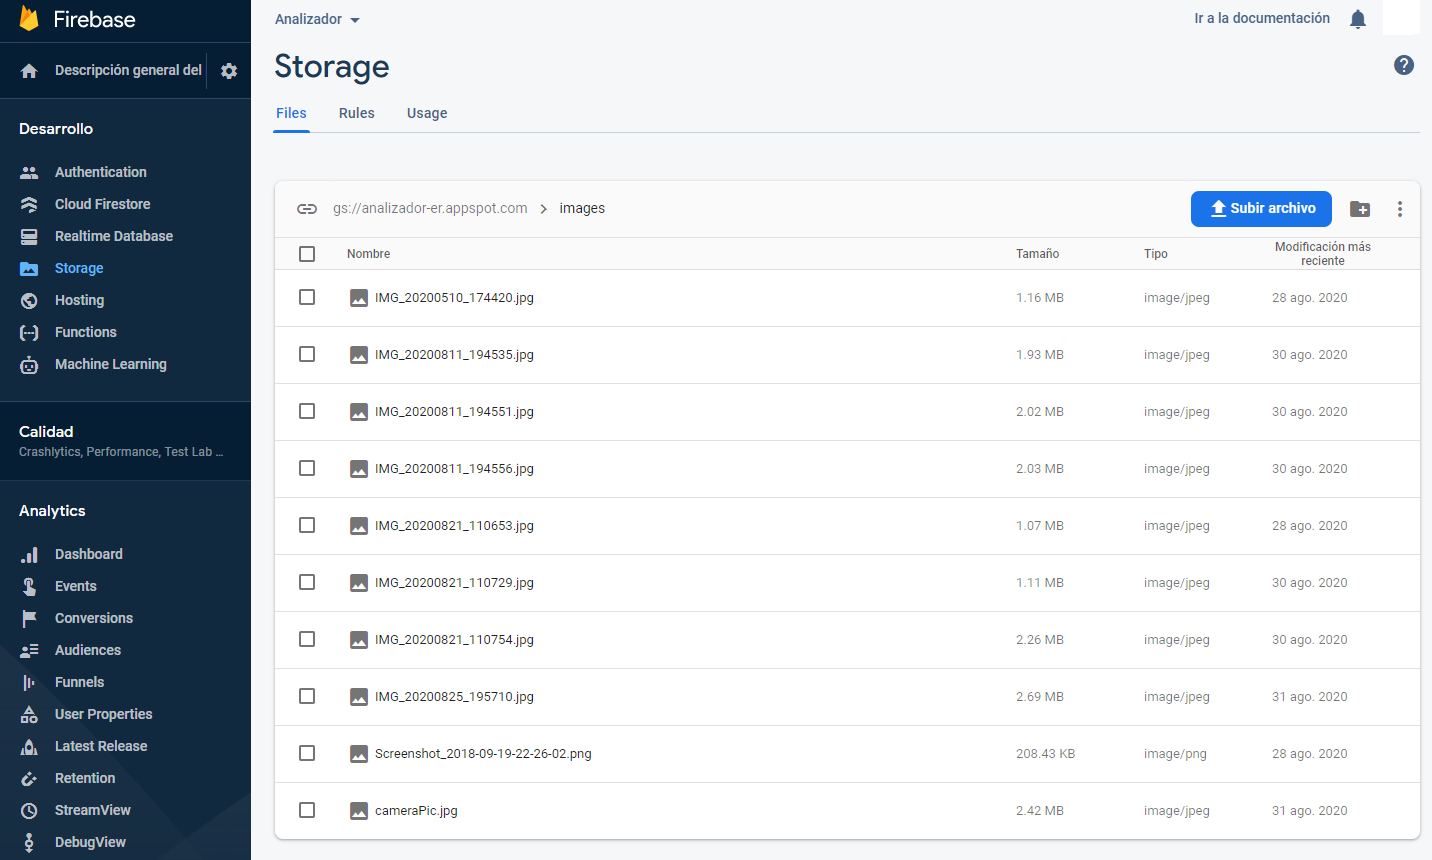 Firebase
Descripción general del
Desarrollo
Authentication
Cloud Firestore
Realtime Database
Storage
Hosting
Functions
Machine Learning
Calidad
Crashlytics, Performance, Test Lab ...
Analytics
Dashboard
Events
Conversions
Audiences
Funnels
User Properties
Latest Release
Retention
StreamView
DebugView
Analizador
Ir a la documentación
Storage
Files Rules Usage
gs://analizador-er.appspot.com > images
Subir archivo
Nombre Tamaño Tipo Modificación más
reciente
IMG_20200510_174420.jpg 1.16 MB image/jpeg 28 ago. 2020
IMG_20200811_194535.jpg 1.93 MB image/jpeg 30 ago. 2020
IMG_20200811_194551.jpg 2.02 MB image/jpeg 30 ago. 2020
IMG_20200811_194556.jpg 2.03 MB image/jpeg 30 ago. 2020
IMG_20200821_110653.jpg 1.07 MB image/jpeg 28 ago. 2020
IMG_20200821_110729.jpg 1.11 MB image/jpeg 30 ago. 2020
IMG_20200821_110754.jpg 2.26 MB image/jpeg 30 ago. 2020
IMG_20200825_195710.jpg 2.69 MB image/jpeg 31 ago. 2020
Screenshot_2018-09-19-22-26-02.png 208.43 KB image/png 28 ago. 2020
cameraPic.jpg 2.42 MB image/jpeg 31 ago. 2020